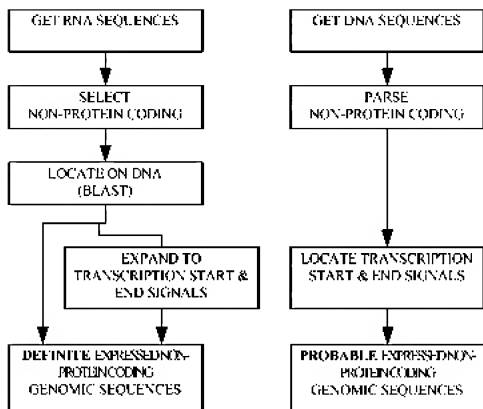 GET RNA SEQUENCES
SELECT
NON-PROTEIN CODING
LOCATE ON DNA
(BLAST)
EXPAND TO
TRANSCRIPTION START &
END SIGNALS
DEFINITE EXPRESSED NON-
PROTEIN CODING
GENOMIC SEQUENCES
GET DNA SEQUENCES
PARSE
NON-PROTEIN CODING
LOCATE TRANSCRIPTION
START & END SIGNALS
PROBABLE EXPRESSED NON-
PROTEIN CODING
GENOMIC SEQUENCES